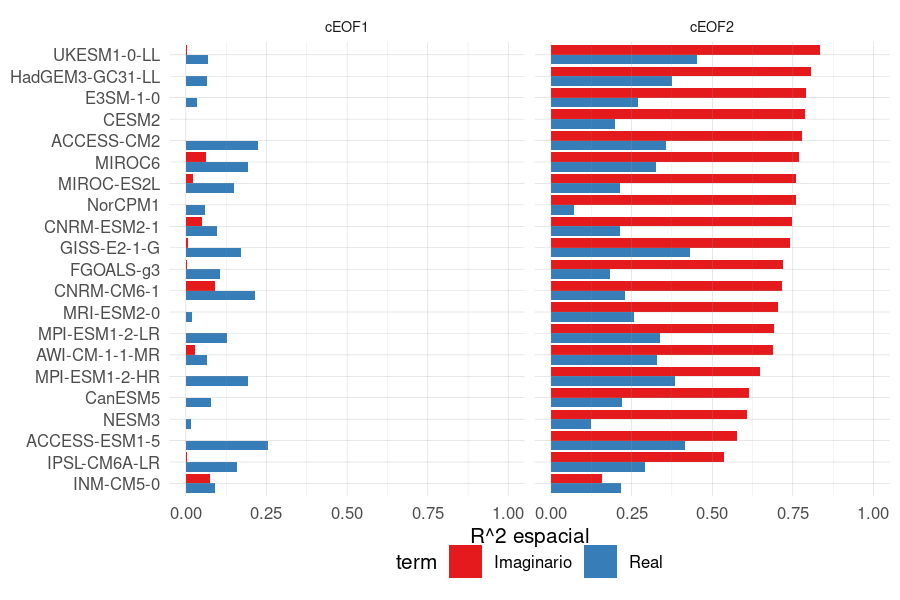 cEOF1 cEOF2
UKESM1-0-LL
HadGEM3-GC31-LL
E3SM-1-0
CESM2
ACCESS-CM2
MIROC6
MIROC-ES2L
NorCPM1
CNRM-ESM2-1
GISS-E2-1-G
FGOALS-g3
CNRM-CM6-1
MRI-ESM2-0
MPI-ESM1-2-LR
AWI-CM-1-1-MR
MPI-ESM1-2-HR
CanESM5
NESM3
ACCESS-ESM1-5
IPSL-CM6A-LR
INM-CM5-0
0.00 0.25 0.50 0.75 1.00 0.00 0.25 0.50 0.75 1.00
R^2 espacial
term Imaginario Real